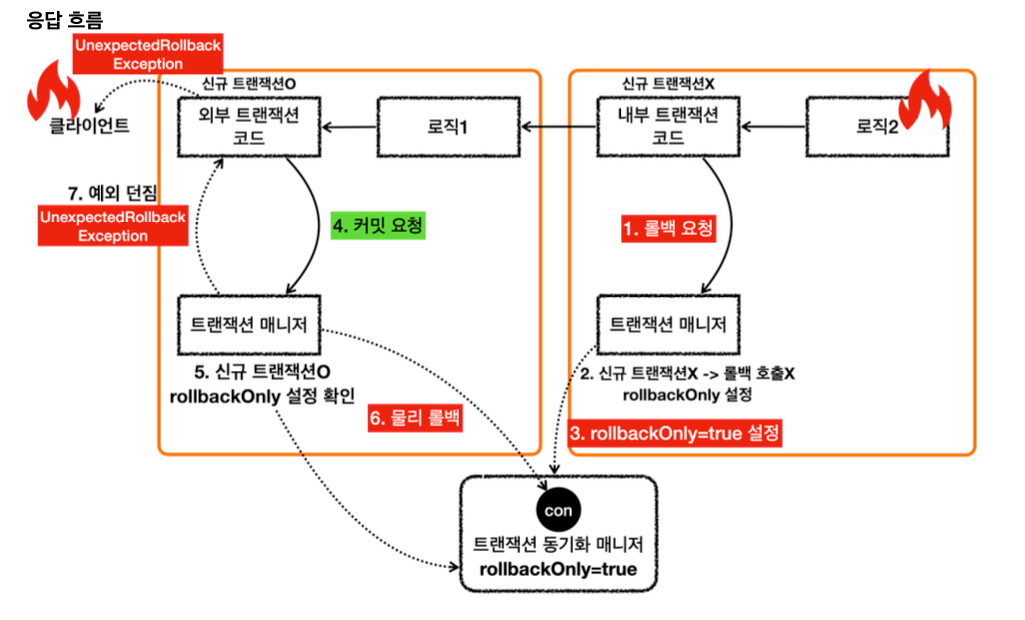 응답 흐름
UnexpectedRollback
Exception
클라이언트
신규 트랜잭션O
외부 트랜잭션
코드
로직1
신규 트랜잭션X
내부 트랜잭션
코드
로직2
7. 예외 던짐
UnexpectedRollback
Exception
4. 커밋 요청
1. 롤백 요청
트랜잭션 매니저
5. 신규 트랜잭션O
rollbackOnly 설정 확인
6. 물리 롤백
트랜잭션 매니저
2. 신규 트랜잭션X -> 롤백 호출X
rollbackOnly 설정
3. rollbackOnly=true 설정
con
트랜잭션 동기화 매니저
rollbackOnly=true